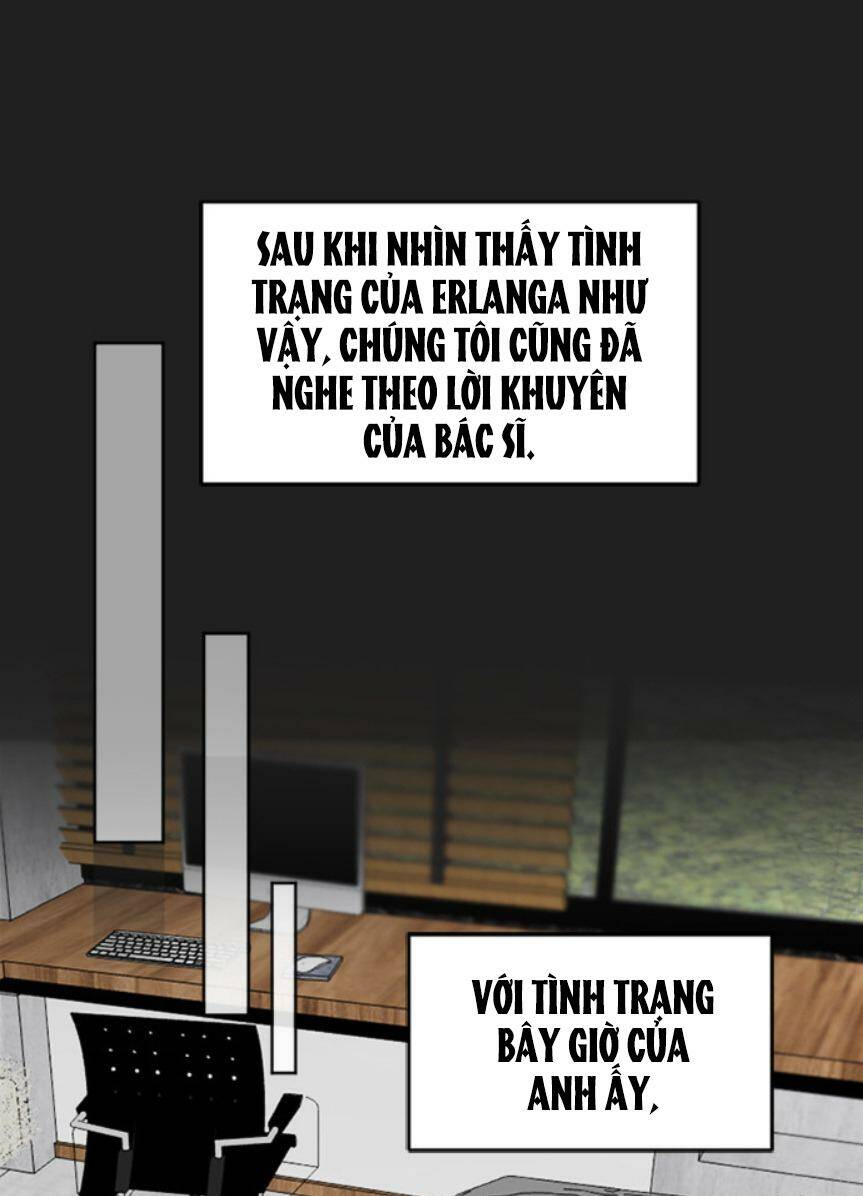 SAU KHI NHÌN THẤY TÌNH
TRẠNG CỦA ERLANGA NHƯ
VẬY, CHÚNG TÔI CŨNG ĐÃ
NGHE THEO LỜI KHUYÊN
CỦA BÁC SĨ.
VỚI TÌNH TRẠNG
BÂY GIỜ CỦA
ANH ẤY,